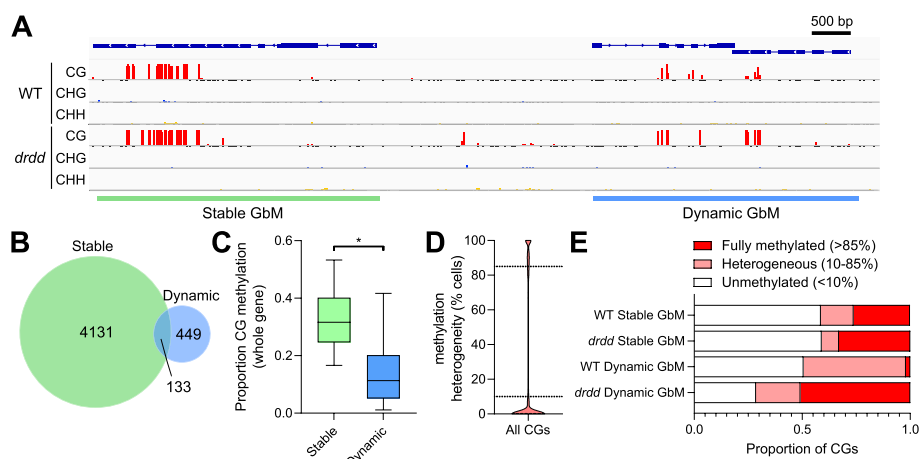 A
500 bp
WT
CG
CHG
CHH
drdd
CG
CHG
CHH
Stable GbM
Dynamic GbM
B
Stable
Dynamic
4131
449
133
C
Proportion CG methylation
(whole gene)
0.6
0.4
0.2
0.0
*
Stable
Dynamic
D
methylation
heterogeneity (% cells)
100
80
60
40
20
0
All CGs
E
Fully methylated (>85%)
Heterogeneous (10-85%)
Unmethylated (<10%)
WT Stable GbM
drdd Stable GbM
WT Dynamic GbM
drdd Dynamic GbM
0.0
0.5
1.0
Proportion of CGs